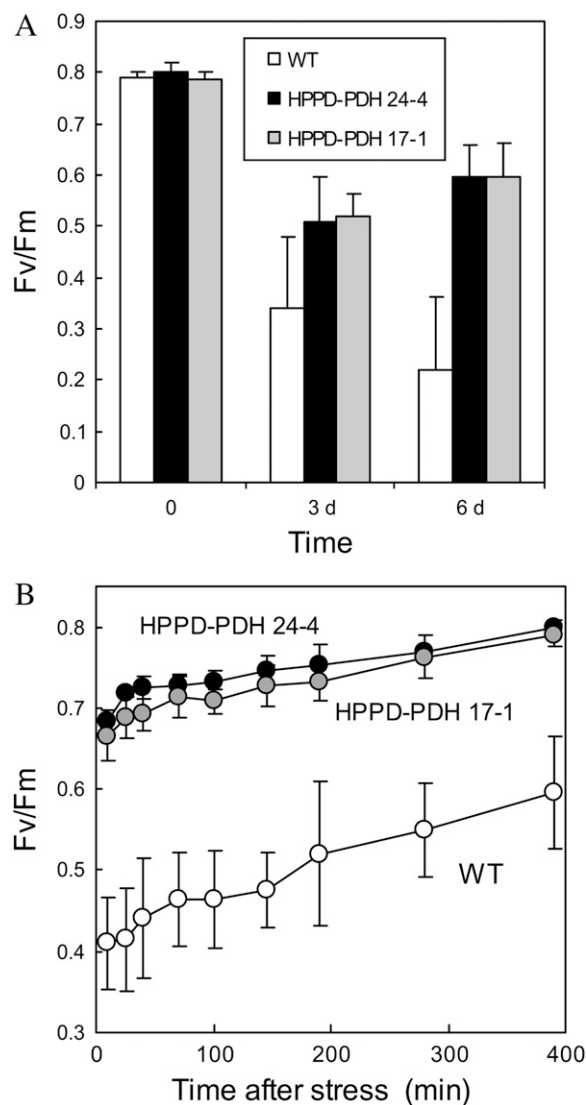 A
0.9
0.8
0.7
0.6
0.5
0.4
0.3
0.2
0.1
0
Fv/Fm
WT
HPPD-PDH 24-4
HPPD-PDH 17-1
0 3 d 6 d
Time
B
0.8
0.7
0.6
0.5
0.4
0.3
Fv/Fm
HPPD-PDH 24-4
HPPD-PDH 17-1
WT
0 100 200 300 400
Time after stress (min)